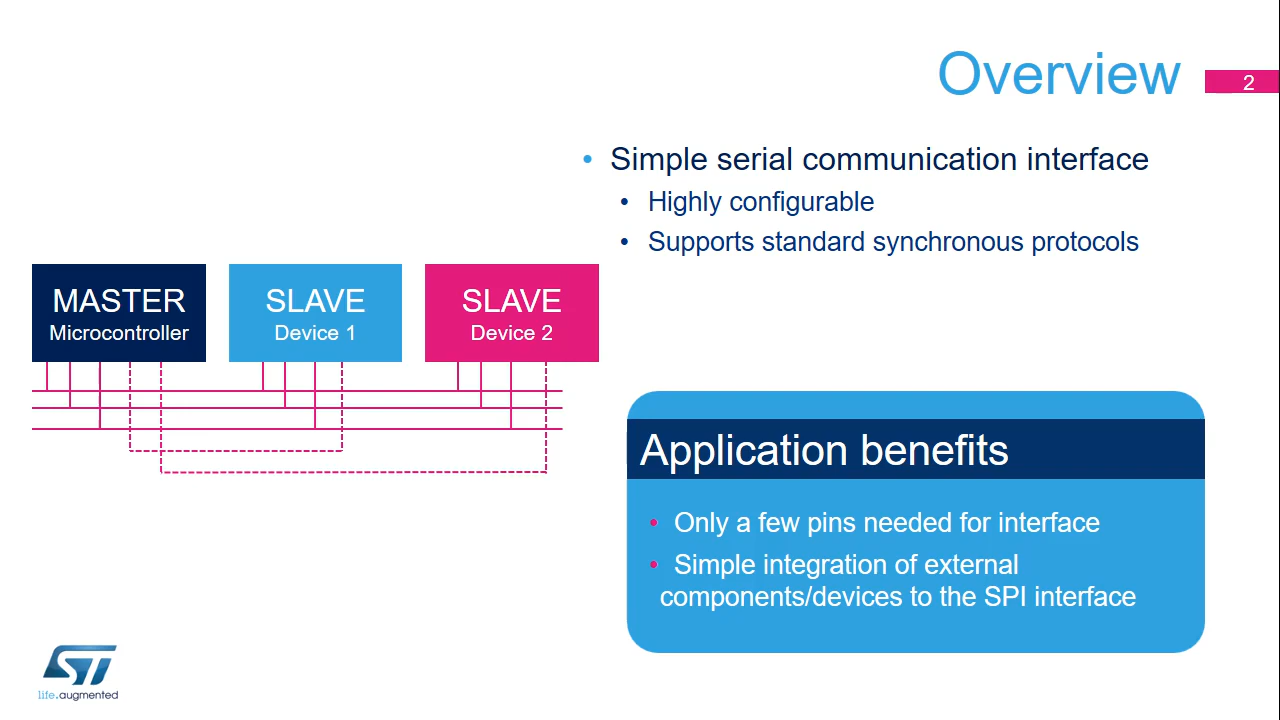 Overview
2
• Simple serial communication interface
• Highly configurable
• Supports standard synchronous protocols
MASTER
Microcontroller
SLAVE
Device 1
SLAVE
Device 2
Application benefits
• Only a few pins needed for interface
• Simple integration of external
components/devices to the SPI interface
ST
life.augmented